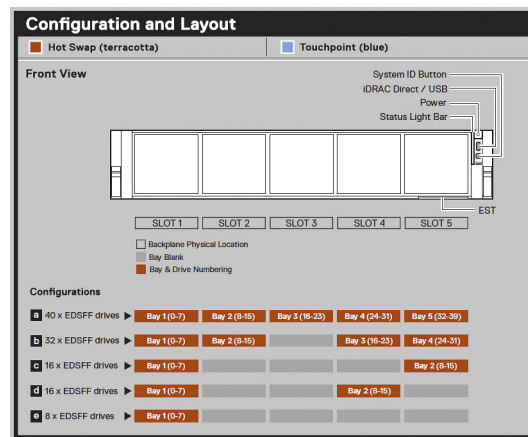 Configuration and Layout
Hot Swap (terracotta)
Touchpoint (blue)
Front View
System ID Button
iDRAC Direct / USB
Power
Status Light Bar
EST
SLOT 1 SLOT 2 SLOT 3 SLOT 4 SLOT 5
Backplane Physical Location
Bay Blank
Bay & Drive Numbering
Configurations
a 40 x EDSFF drives Bay 1 (0-7) Bay 2 (8-15) Bay 3 (16-23) Bay 4 (24-31) Bay 5 (32-39)
b 32 x EDSFF drives Bay 1 (0-7) Bay 2 (8-15) Bay 3 (16-23) Bay 4 (24-31)
c 16 x EDSFF drives Bay 1 (0-7) Bay 2 (8-15)
d 16 x EDSFF drives Bay 1 (0-7) Bay 2 (8-15)
e 8 x EDSFF drives Bay 1 (0-7)